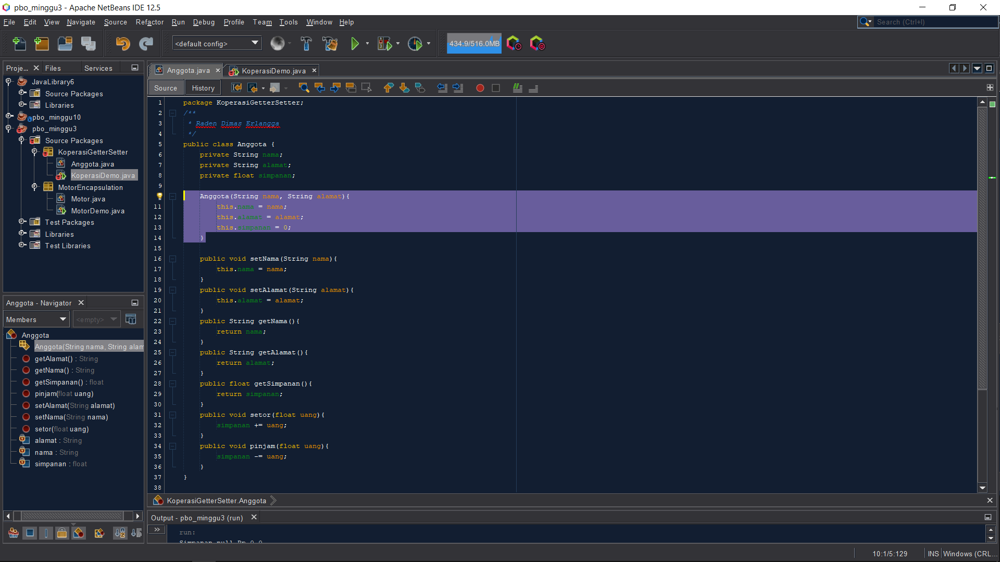 pbo_minggu3 - Apache NetBeans IDE 12.5
File Edit View Navigate Source Refactor Run Debug Profile Team Tools Window Help
Search (Ctrl+I)
<default config>
434.9/516.0MB
Proje... Files Services
JavaLibrary6
Source Packages
Libraries
pbo_minggu10
pbo_minggu3
Source Packages
KoperasiGetterSetter
Anggota.java
KoperasiDemo.java
MotorEncapsulation
Motor.java
MotorDemo.java
Test Packages
Libraries
Test Libraries
Anggota - Navigator
Members <empty>
Anggota
Anggota(String nama, String alam
getAlamat() : String
getNama() : String
getSimpanan() : float
pinjam(float uang)
setAlamat(String alamat)
setNama(String nama)
setor(float uang)
alamat : String
nama : String
simpanan : float
Anggota.java KoperasiDemo.java
Source History
1 package KoperasiGetterSetter;
2 /**
3 * Raden Dimas Erlangga
4 */
5 public class Anggota {
6 private String nama;
7 private String alamat;
8 private float simpanan;
9
Anggota(String nama, String alamat){
11 this.nama = nama;
12 this.alamat = alamat;
13 this.simpanan = 0;
14 }
15
16 public void setNama(String nama){
17 this.nama = nama;
18 }
19 public void setAlamat(String alamat){
20 this.alamat = alamat;
21 }
22 public String getNama(){
23 return nama;
24 }
25 public String getAlamat(){
26 return alamat;
27 }
28 public float getSimpanan(){
29 return simpanan;
30 }
31 public void setor(float uang){
32 simpanan += uang;
33 }
34 public void pinjam(float uang){
35 simpanan -= uang;
36 }
37 }
38
KoperasiGetterSetter.Anggota
Output - pbo_minggu3 (run)
run:
Simpanan null Rp 0.0
10:1/5:129 INS Windows (CRL...